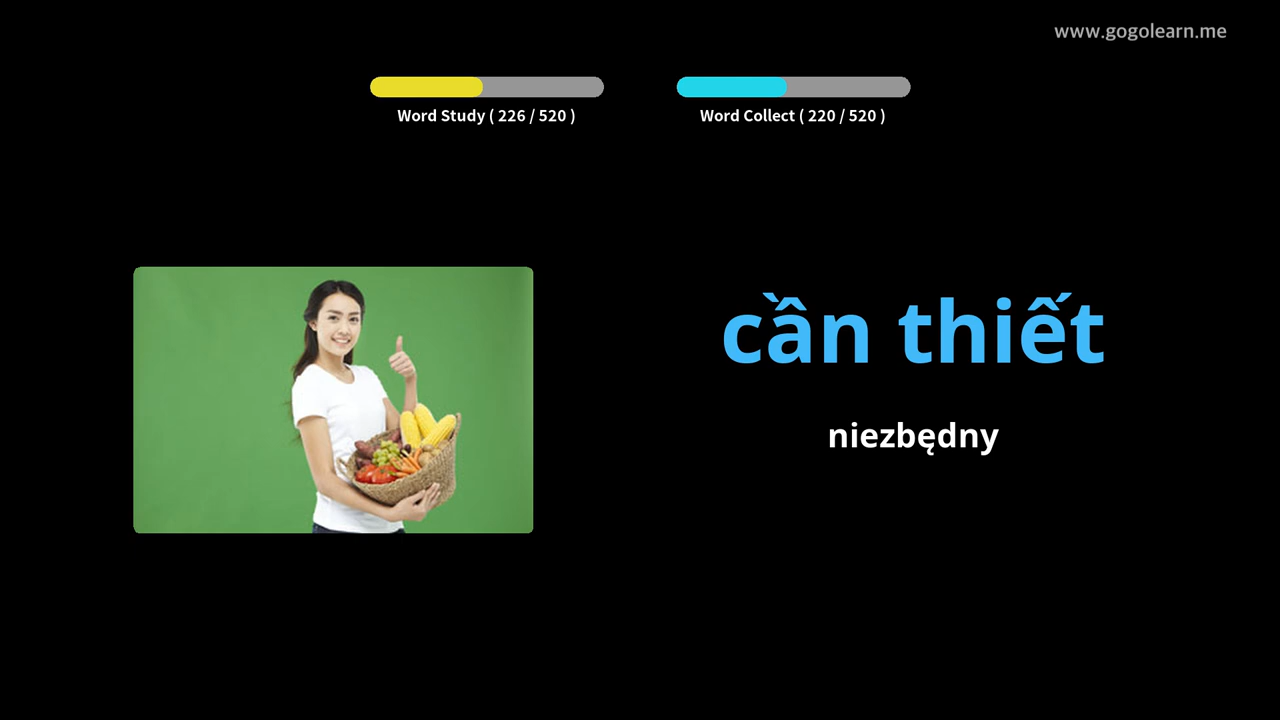 www.gogolearn.me
Word Study ( 226 / 520 )
Word Collect ( 220 / 520 )
cần thiết
niezbędny